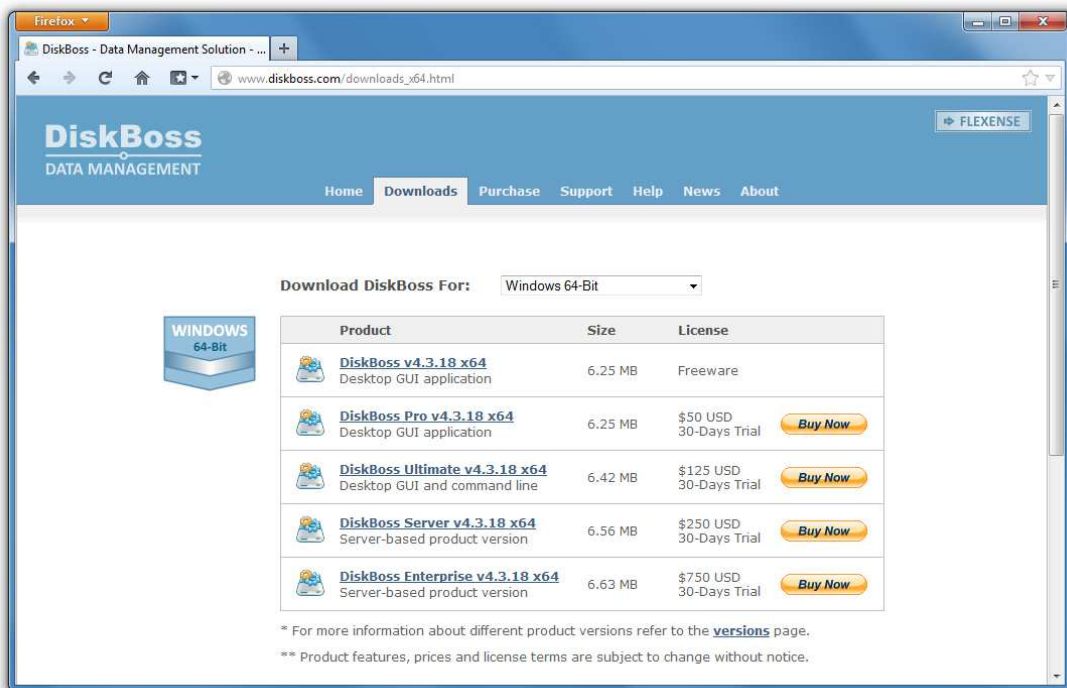 Firefox
DiskBoss - Data Management Solution - ...
www.diskboss.com/downloads_x64.html
FLEXENSE
DiskBoss
DATA MANAGEMENT
Home Downloads Purchase Support Help News About
Download DiskBoss For: Windows 64-Bit
WINDOWS
64-Bit
Product Size License
DiskBoss v4.3.18 x64
Desktop GUI application
6.25 MB
Freeware
DiskBoss Pro v4.3.18 x64
Desktop GUI application
6.25 MB
$50 USD
30-Days Trial
Buy Now
DiskBoss Ultimate v4.3.18 x64
Desktop GUI and command line
6.42 MB
$125 USD
30-Days Trial
Buy Now
DiskBoss Server v4.3.18 x64
Server-based product version
6.56 MB
$250 USD
30-Days Trial
Buy Now
DiskBoss Enterprise v4.3.18 x64
Server-based product version
6.63 MB
$750 USD
30-Days Trial
Buy Now
* For more information about different product versions refer to the versions page.
** Product features, prices and license terms are subject to change without notice.